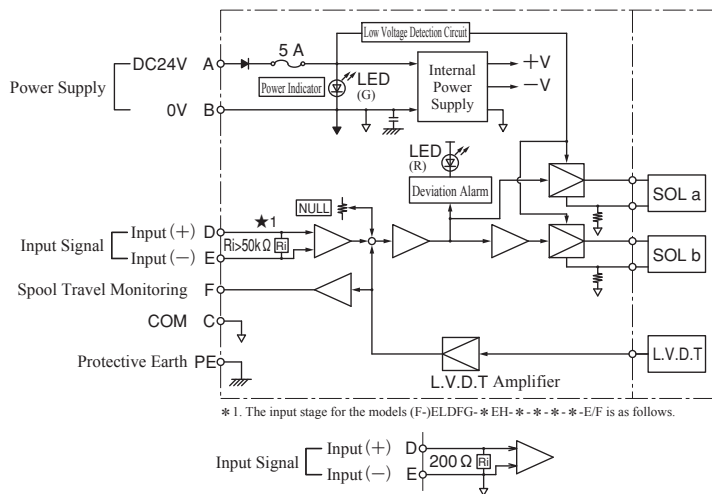 Low Voltage Detection Circuit
5 A
DC24V A
Power Supply
LED
(G)
Power Indicator
Internal
Power
Supply
+V
−V
0V B
LED
(R)
Deviation Alarm
SOL a
NULL
★1
Input(+) D
Ri>50kΩ Ri
Input Signal
Input(−) E
SOL b
Spool Travel Monitoring F
COM C
L.V.D.T
Protective Earth PE
L.V.D.T Amplifier
＊1. The input stage for the models (F-)ELDFG-＊EH-＊-＊-＊-＊-E/F is as follows.
Input(+) D
Input Signal
200Ω Ri
Input(−) E